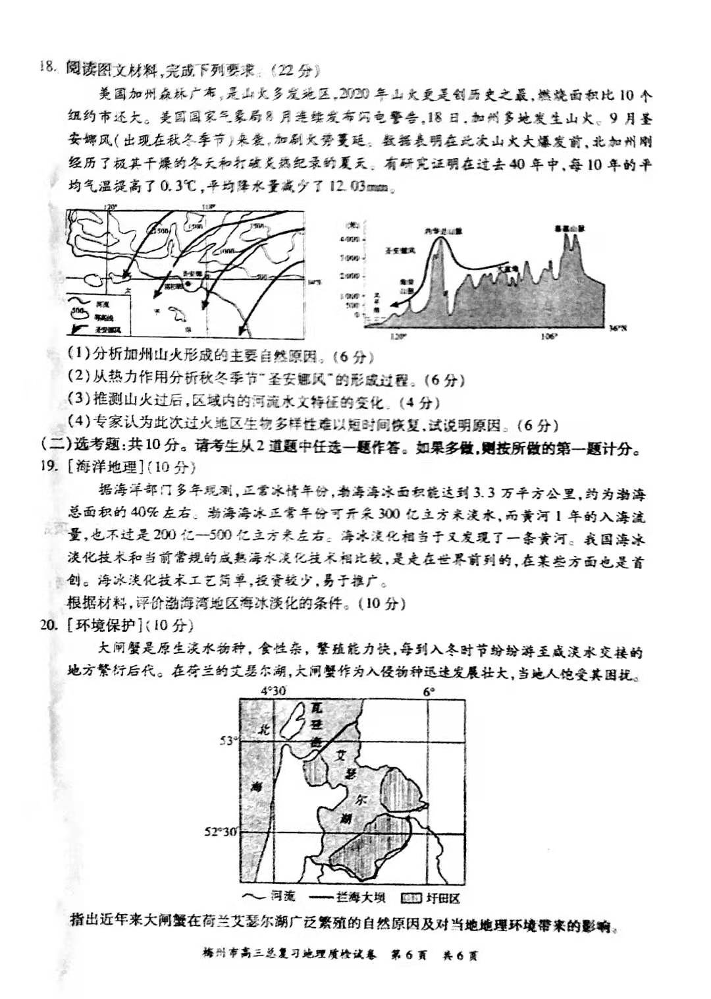 18. 阅读图文材料,完成下列要求。(22 分)
美国加州森林广布,是山火多发地区,2020 年山火更是创历史之最,燃烧面积比 10 个
纽约市还大。美国国家气象局8 月连续发布闪电警告,18 日,加州多地发生山火。9 月圣
安娜风(出现在秋冬季节)来袭,加剧火势蔓延。数据表明在此次山火大爆发前,北加州刚
经历了极其干燥的冬天和打破炎热纪录的夏天。有研究证明在过去 40 年中,每 10 年的平
均气温提高了 0.3℃,平均降水量减少了 12.03mm。
120° 118°
1500 1500 1500
1000
500
圣安娜
洛杉矶
太
平
洋
河流
500 等高线
圣安娜风
(米)
4000
3000
2000
1000
500
0
内华达山脉
落基山脉
圣安娜风
大盆地
海岸
山脉
太平洋
120° 106° 36°N
(1)分析加州山火形成的主要自然原因。(6 分)
(2)从热力作用分析秋冬季节“圣安娜风”的形成过程。(6 分)
(3)推测山火过后,区域内的河流水文特征的变化。(4 分)
(4)专家认为此次过火地区生物多样性难以短时间恢复,试说明原因。(6 分)
(二)选考题:共 10 分。请考生从 2 道题中任选一题作答。如果多做,则按所做的第一题计分。
19. [海洋地理](10 分)
据海洋部门多年观测,正常冰情年份,渤海海冰面积能达到 3.3 万平方公里,约为渤海
总面积的 40%左右。渤海海冰正常年份可开采 300 亿立方米淡水,而黄河 1 年的入海流
量,也不过是 200 亿—500 亿立方米左右。海冰淡化相当于又发现了一条黄河。我国海冰
淡化技术和当前常规的成熟海水淡化技术相比较,是走在世界前列的,在某些方面也是首
创。海冰淡化技术工艺简单,投资较少,易于推广。
根据材料,评价渤海湾地区海冰淡化的条件。(10 分)
20. [环境保护](10 分)
大闸蟹是原生淡水物种,食性杂,繁殖能力快,每到入冬时节纷纷游至咸淡水交接的
地方繁衍后代。在荷兰的艾瑟尔湖,大闸蟹作为入侵物种迅速发展壮大,当地人饱受其困扰。
4°30 6°
53°
52°30
北
海
瓦登海
艾瑟尔湖
河流 拦海大坝 圩田区
指出近年来大闸蟹在荷兰艾瑟尔湖广泛繁殖的自然原因及对当地地理环境带来的影响。
梅州市高三总复习地理质检试卷 第 6 页 共 6 页